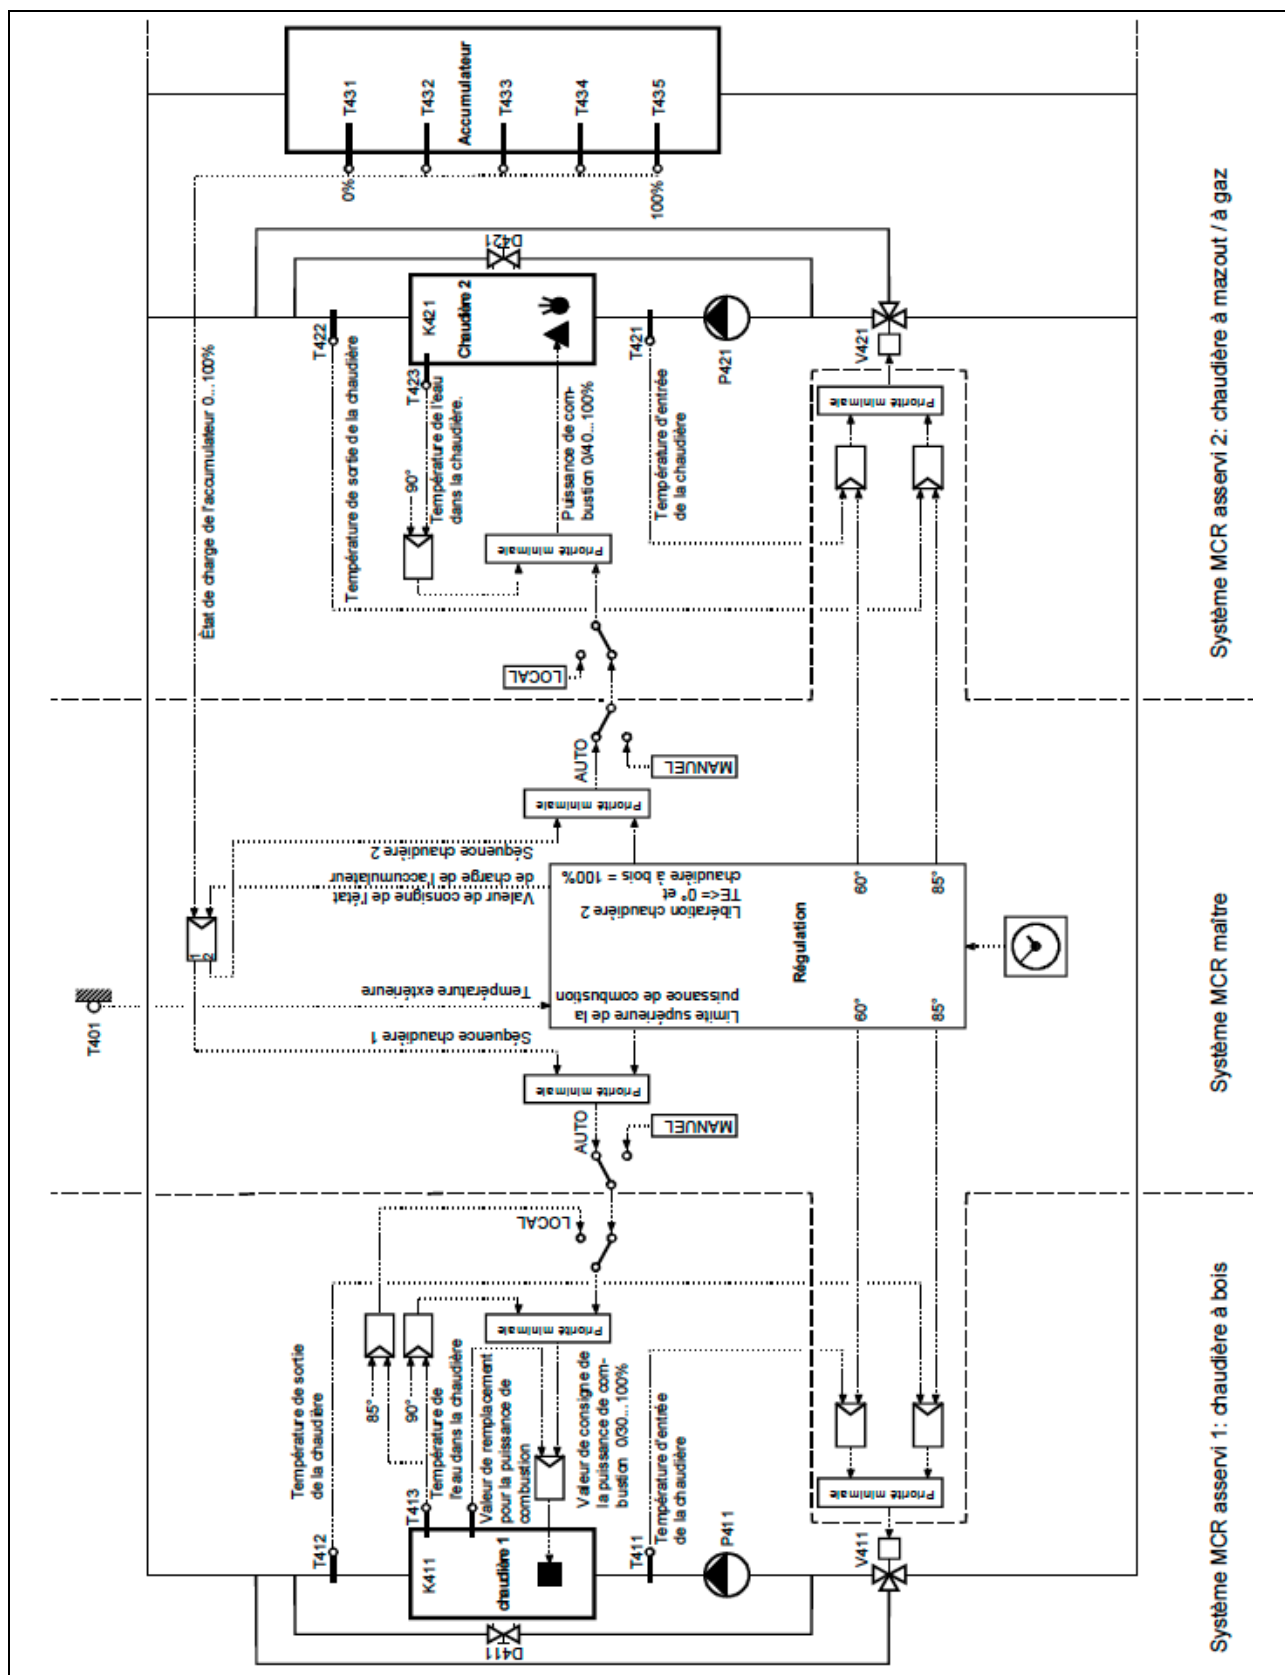 Système MCR asservi 1: chaudière à bois
Système MCR maître
Système MCR asservi 2: chaudière à mazout / à gaz
T401
État de charge de l'accumulateur 0...100%
1
2
Séquence chaudière 1
Température extérieure
Valeur de consigne de l'état
de charge de l'accumulateur
Séquence chaudière 2
Température de sortie
de la chaudière
T412
85°
90°
T413
Température de
l'eau dans la chaudière
Valeur de remplacement
pour la puissance de
combustion
K411
chaudière 1
D411
Valeur de consigne de
la puissance de com-
bustion 0/30...100%
Priorité minimale
LOCAL
AUTO
MANUEL
Priorité minimale
T411
Température d'entrée
de la chaudière
P411
V411
Priorité minimale
Limite supérieure de la
puissance de combustion
Libération chaudière 2
TE<= 0° et
chaudière à bois = 100%
Régulation
60°
85°
60°
85°
Priorité minimale
AUTO
MANUEL
LOCAL
Température de sortie de la chaudière
T422
90°
T423
Température de l'eau
dans la chaudière.
K421
Chaudière 2
D421
Priorité minimale
Puissance de com-
bustion 0/40...100%
T421
Température d'entrée
de la chaudière
P421
V421
Priorité minimale
0%
100%
T431
T432
T433
T434
T435
Accumulateur